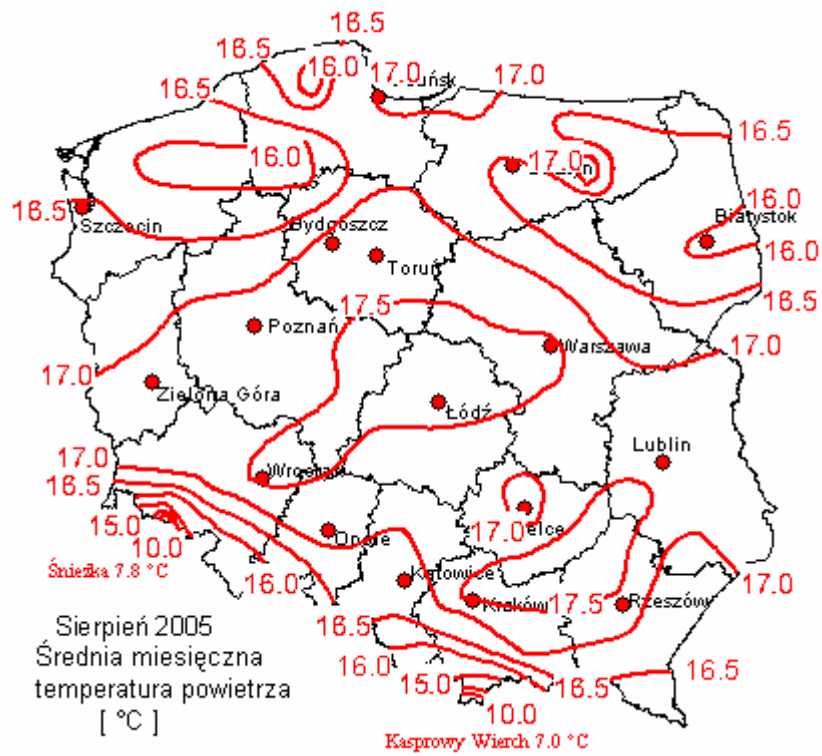 16.5
16.5
16.0
17.0
uńsk
17.0
16.5
16.5
16.0
17.0
16.0
Białystok
16.0
16.5
Szczecin
Bydgoszcz
Toruń
16.5
17.5
Poznań
Warszawa
17.0
17.0
Zielona Góra
Łódź
Lublin
17.0
Wrocław
16.5
15.0
10.0
17.0
elce
Opole
Śnieżka 7.8 °C
16.0
Katowice
17.0
Kraków
17.5
Rzeszów
16.5
16.0
15.0
16.5
16.5
10.0
Kasprowy Wierch 7.0 °C
Sierpień 2005
Średnia miesięczna
temperatura powietrza
[ °C ]